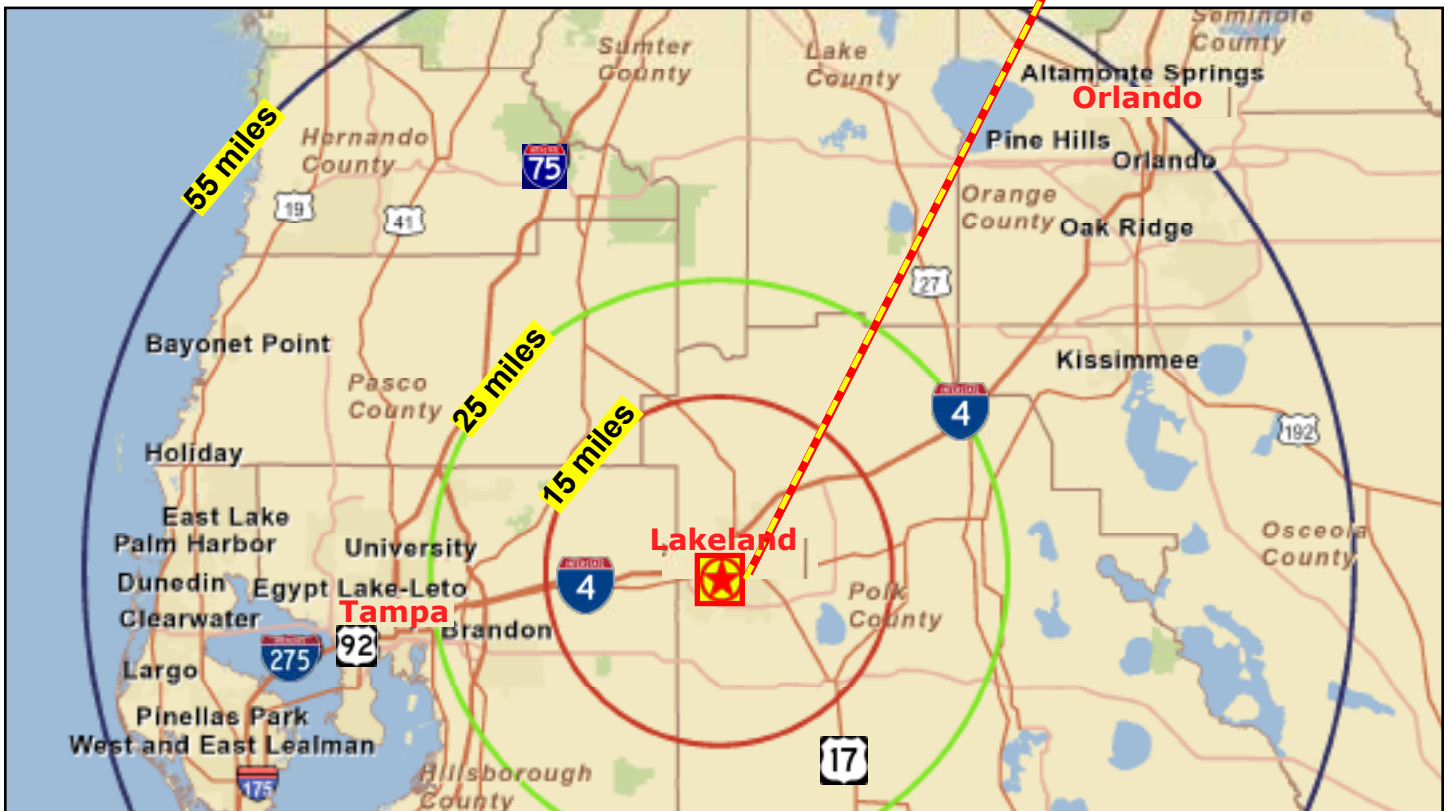 Sumter
County
Lake
County
Seminole
County
Altamonte Springs
Orlando
55 miles
Hernando
County
75
Pine Hills
Orlando
19
41
Orange
County
Oak Ridge
27
Bayonet Point
25 miles
Kissimmee
Pasco
County
INTERSTATE
4
192
15 miles
Holiday
East Lake
Palm Harbor
University
Lakeland
Osceola
County
Dunedin
Egypt Lake-Leto
INTERSTATE
4
Polk
County
Clearwater
Tampa
Brandon
275
92
Largo
Pinellas Park
West and East Lealman
17
175
Hillsborough
County